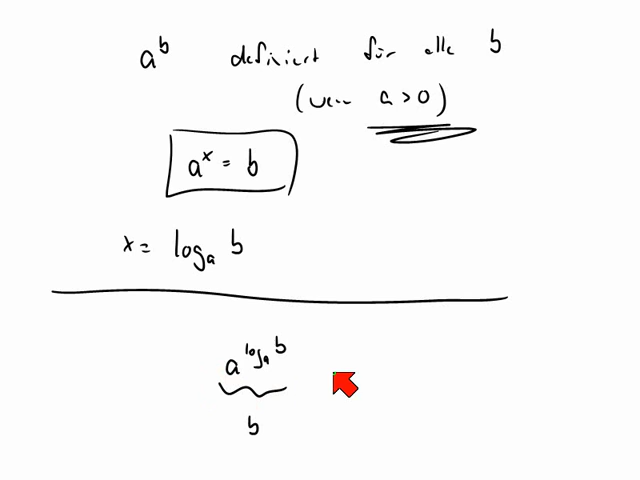 a^b definiert für alle b
(wenn a > 0)
a^x = b
x = log_a b
a^{log_a b}
b